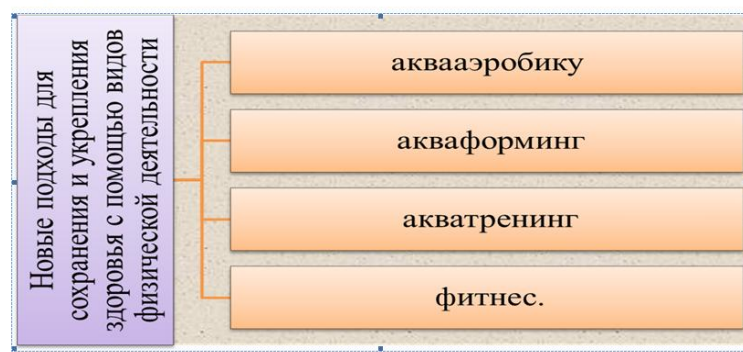 Новые подходы для
сохранения и укрепления
здоровья с помощью видов
физической деятельности
аквааэробику
акваформинг
акватренинг
фитнес.